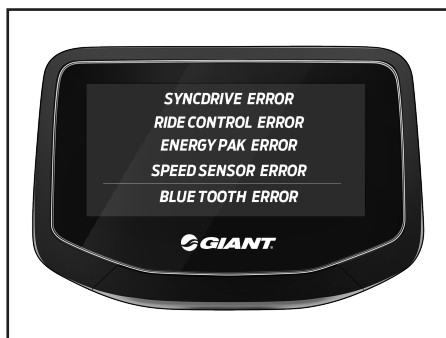 SYNCDRIVE ERROR
RIDE CONTROL ERROR
ENERGY PAK ERROR
SPEED SENSOR ERROR
BLUE TOOTH ERROR
GIANT